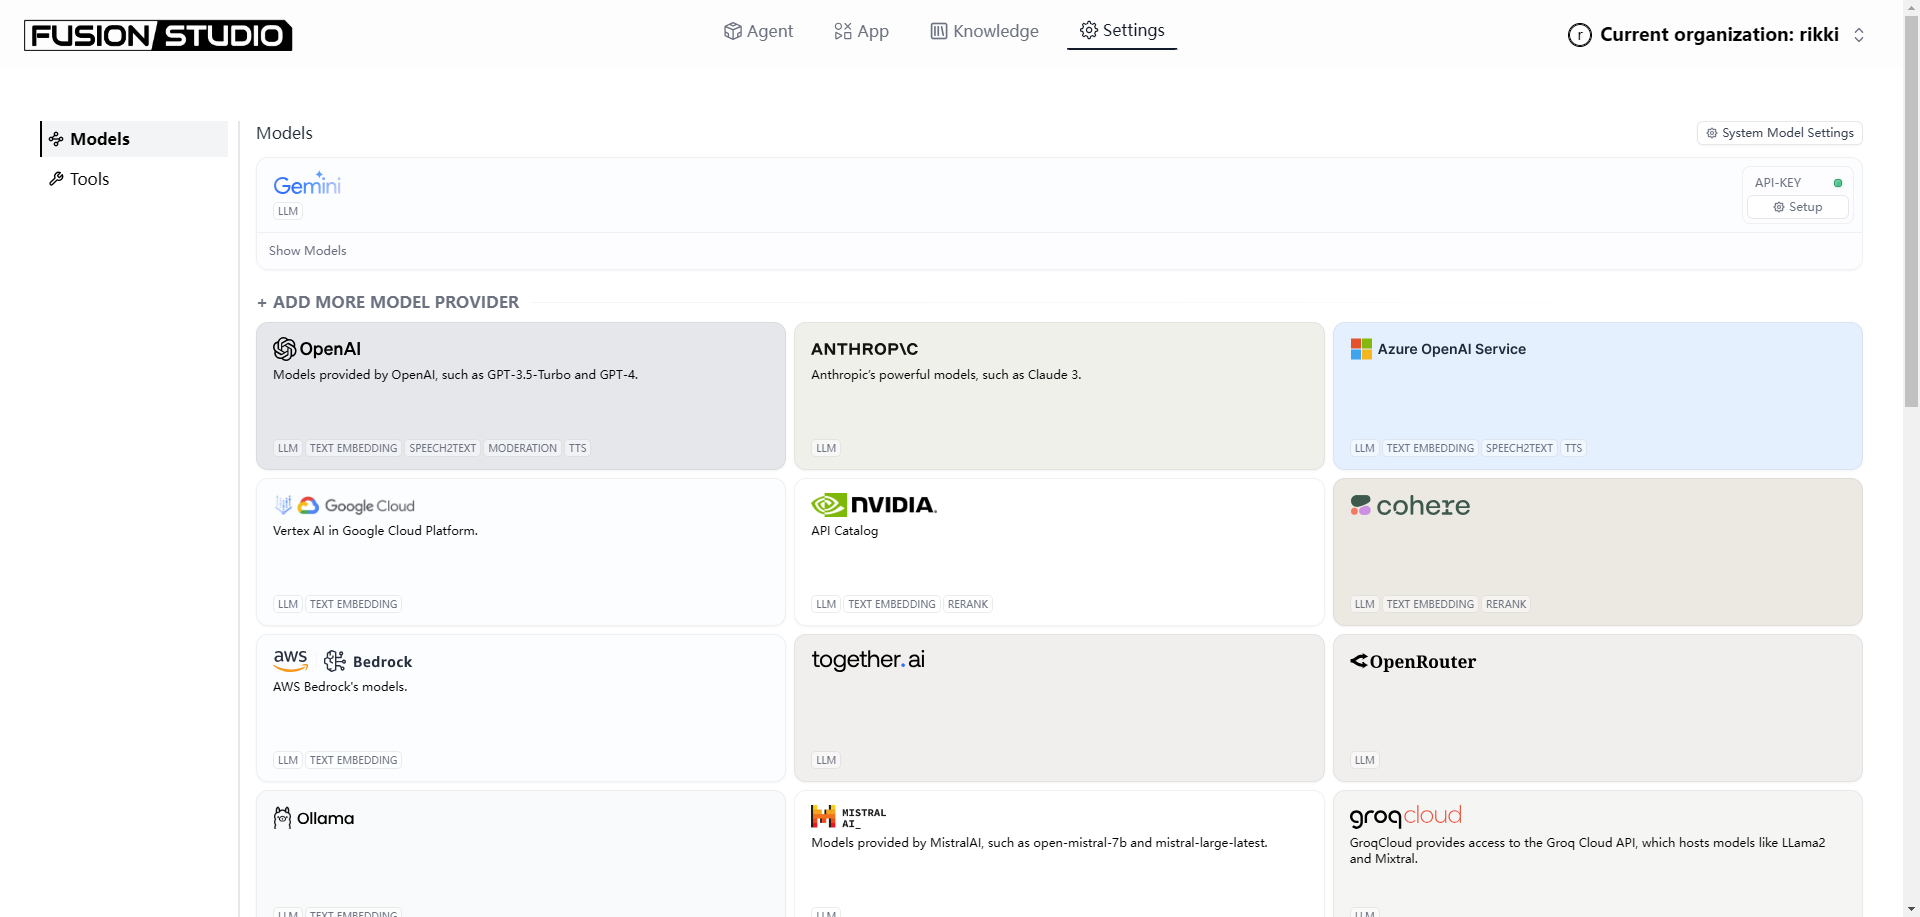 FUSION STUDIO
Agent
App
Knowledge
Settings
r
Current organization: rikki
Models
Tools
Models
System Model Settings
Gemini
LLM
API-KEY
Setup
Show Models
+ ADD MORE MODEL PROVIDER
OpenAI
Models provided by OpenAI, such as GPT-3.5-Turbo and GPT-4.
LLM TEXT EMBEDDING SPEECH2TEXT MODERATION TTS
ANTHROP\C
Anthropic’s powerful models, such as Claude 3.
LLM
Azure OpenAI Service
LLM TEXT EMBEDDING SPEECH2TEXT TTS
Google Cloud
Vertex AI in Google Cloud Platform.
LLM TEXT EMBEDDING
NVIDIA.
API Catalog
LLM TEXT EMBEDDING RERANK
cohere
LLM TEXT EMBEDDING RERANK
aws Bedrock
AWS Bedrock's models.
LLM TEXT EMBEDDING
together.ai
LLM
OpenRouter
LLM
Ollama
LLM TEXT EMBEDDING
MISTRAL
AI_
Models provided by MistralAI, such as open-mistral-7b and mistral-large-latest.
LLM
groqcloud
GroqCloud provides access to the Groq Cloud API, which hosts models like LLama2
and Mixtral.
LLM